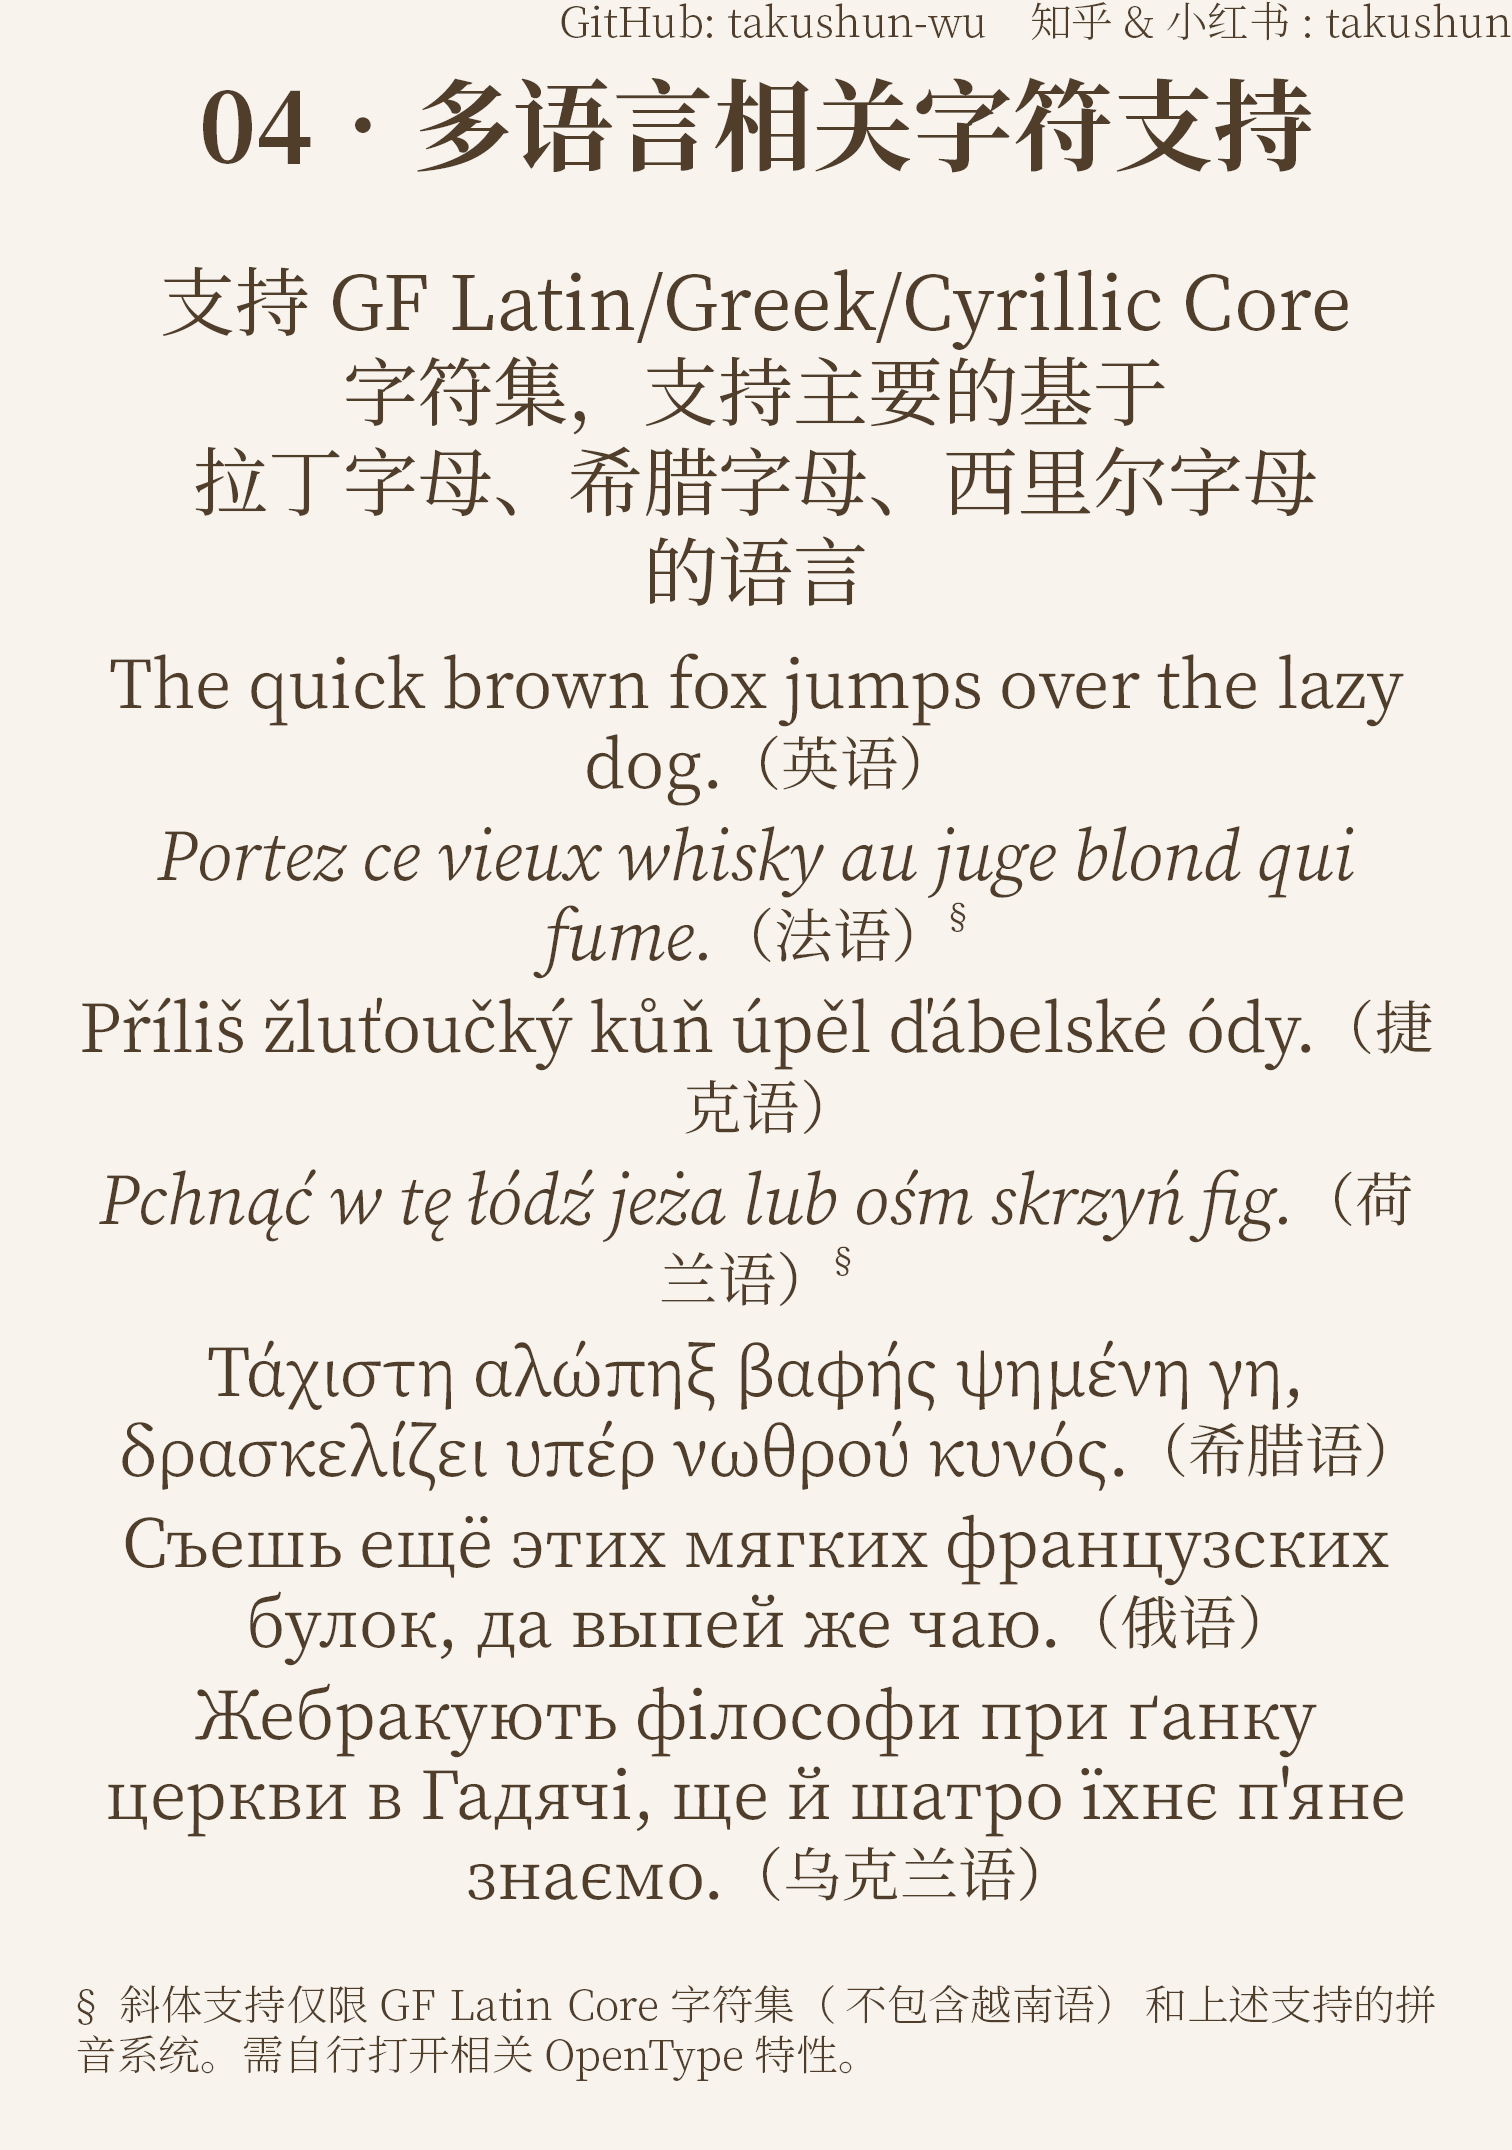 GitHub: takushun-wu 知乎 & 小红书 : takushun
04 · 多语言相关字符支持
支持 GF Latin/Greek/Cyrillic Core
字符集，支持主要的基于
拉丁字母、希腊字母、西里尔字母
的语言
The quick brown fox jumps over the lazy
dog.（英语）
Portez ce vieux whisky au juge blond qui
fume.（法语）§
Příliš žluťoučký kůň úpěl ďábelské ódy.（捷
克语）
Pchnąć w tę łódź jeża lub ośm skrzyń fig.（荷
兰语）§
Τάχιστη αλώπηξ βαφής ψημένη γη,
δρασκελίζει υπέρ νωθρού κυνός.（希腊语）
Съешь ещё этих мягких французских
булок, да выпей же чаю.（俄语）
Жебракують філософи при ґанку
церкви в Гадячі, ще й шатро їхнє п'яне
знаємо.（乌克兰语）
§ 斜体支持仅限 GF Latin Core 字符集（不包含越南语） 和上述支持的拼
音系统。需自行打开相关 OpenType 特性。